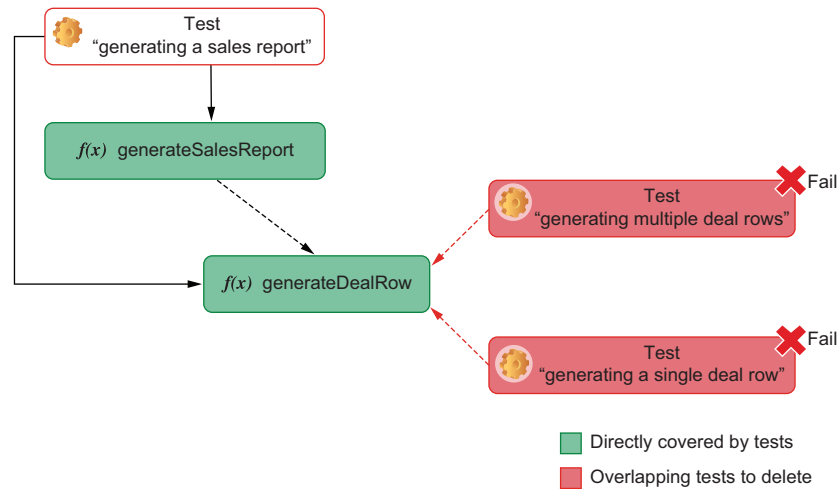 Test
“generating a sales report”
f(x) generateSalesReport
Fail
Test
“generating multiple deal rows”
f(x) generateDealRow
Fail
Test
“generating a single deal row”
Directly covered by tests
Overlapping tests to delete